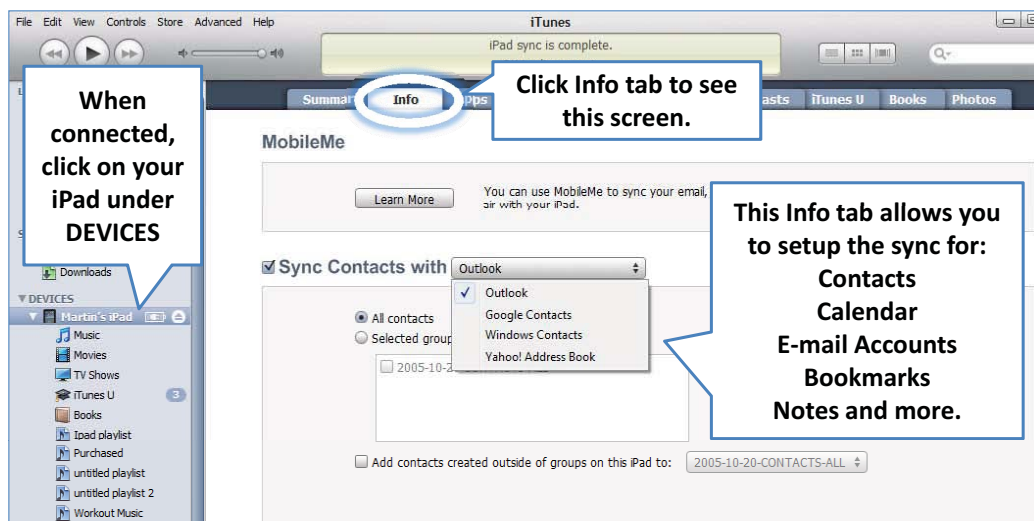 File Edit View Controls Store Advanced Help
iTunes
iPad sync is complete.
Info
iTunes U Books Photos
Click Info tab to see
this screen.
When
connected,
click on your
iPad under
DEVICES
MobileMe
Learn More
You can use MobileMe to sync your email,
air with your iPad.
This Info tab allows you
to setup the sync for:
Contacts
Calendar
E-mail Accounts
Bookmarks
Notes and more.
Sync Contacts with Outlook
Outlook
Google Contacts
Windows Contacts
Yahoo! Address Book
All contacts
Selected
Add contacts created outside of groups on this iPad to: 2005-10-20-CONTACTS-ALL
Downloads
DEVICES
Martin's iPad
Music
Movies
TV Shows
iTunes U 3
Books
Ipad playlist
Purchased
untitled playlist
untitled playlist 2
Workout Music